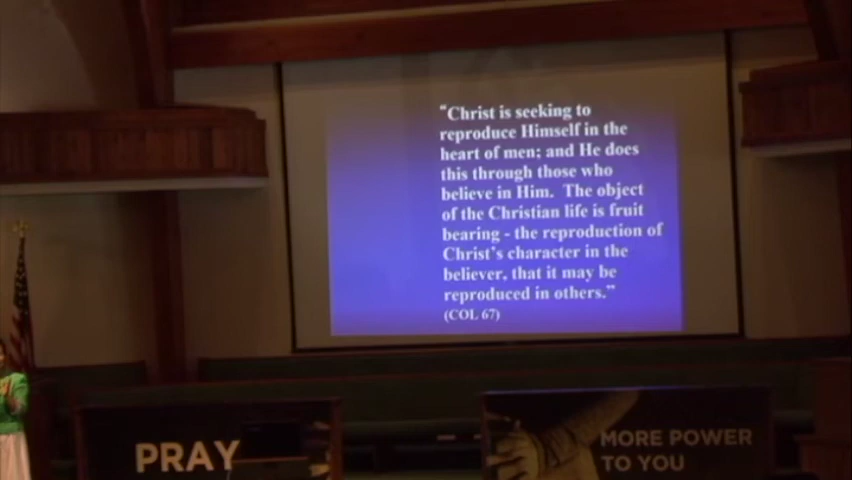 “Christ is seeking to
reproduce Himself in the
heart of men; and He does
this through those who
believe in Him. The object
of the Christian life is fruit
bearing - the reproduction of
Christ's character in the
believer, that it may be
reproduced in others.”
(COL 67)
PRAY
MORE POWER
TO YOU